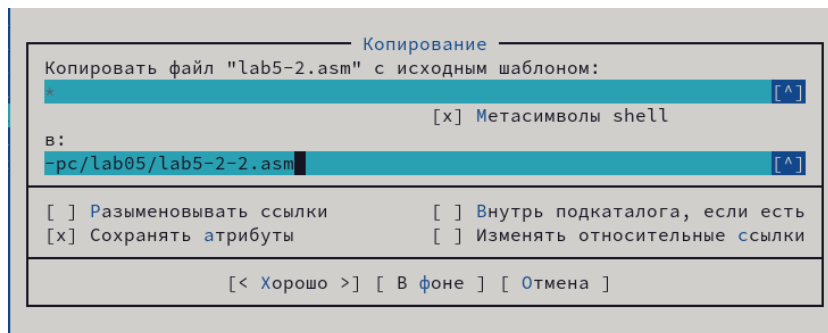 Копирование
Копировать файл "lab5-2.asm" с исходным шаблоном:
* [^]
[x] Метасимволы shell
в:
-pc/lab05/lab5-2-2.asm [^]
[ ] Разыменовывать ссылки [ ] Внутрь подкаталога, если есть
[x] Сохранять атрибуты [ ] Изменять относительные ссылки
[< Хорошо >] [ В фоне ] [ Отмена ]